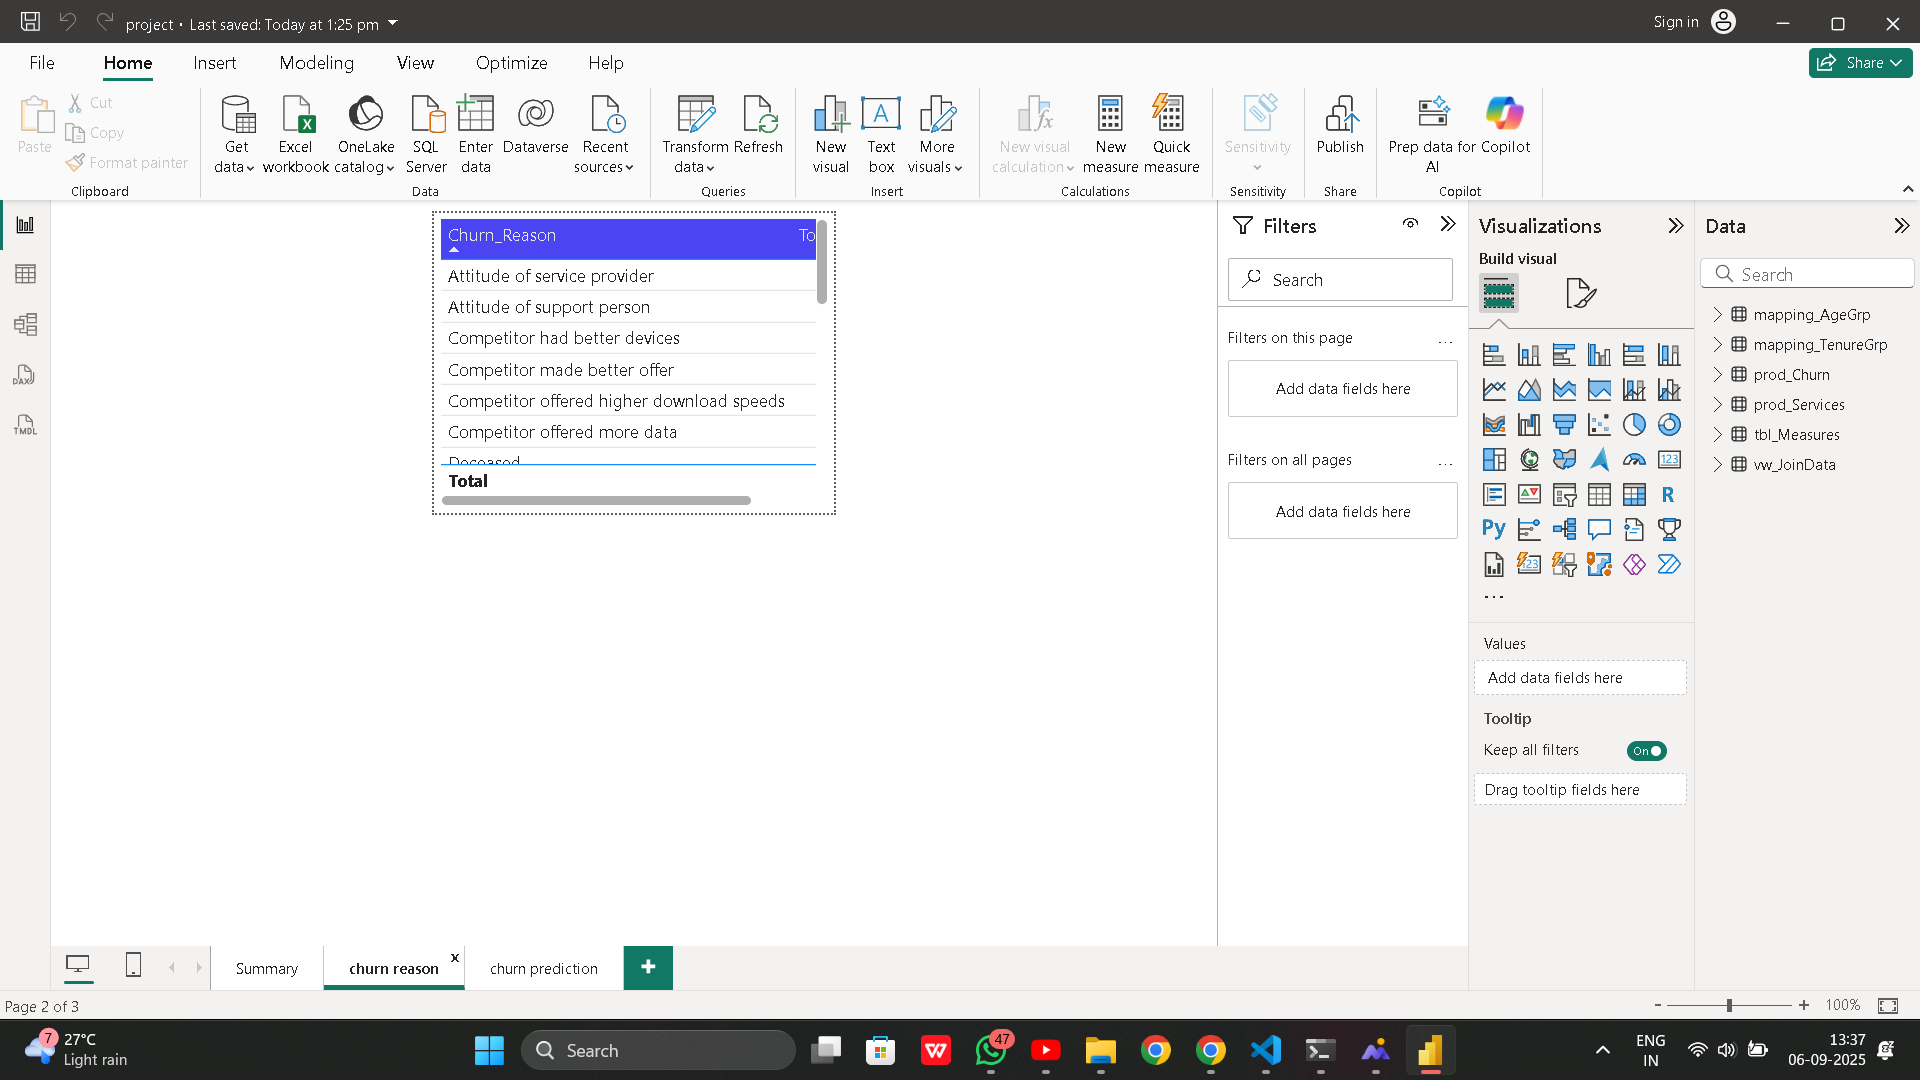 project • Last saved: Today at 1:25 pm
Sign in
File
Home
Insert
Modeling
View
Optimize
Help
Share
Paste
Cut
Copy
Format painter
Clipboard
Get data
Excel workbook
OneLake catalog
SQL Server
Enter data
Dataverse
Recent sources
Data
Transform data
Refresh
Queries
New visual
Text box
More visuals
Insert
New visual calculation
New measure
Quick measure
Calculations
Sensitivity
Sensitivity
Publish
Share
Prep data for AI
Copilot
Copilot
DAX
TMDL
Churn_Reason
To
Attitude of service provider
Attitude of support person
Competitor had better devices
Competitor made better offer
Competitor offered higher download speeds
Competitor offered more data
Deceased
Total
Filters
Search
Filters on this page
...
Add data fields here
Filters on all pages
...
Add data fields here
Visualizations
Build visual
123
R
Py
123
...
Values
Add data fields here
Tooltip
Keep all filters
On
Drag tooltip fields here
Data
Search
mapping_AgeGrp
mapping_TenureGrp
prod_Churn
prod_Services
tbl_Measures
vw_JoinData
Summary
churn reason
x
churn prediction
+
Page 2 of 3
- + 100%
7
27°C
Light rain
Search
W
47
ENG
IN
13:37
06-09-2025